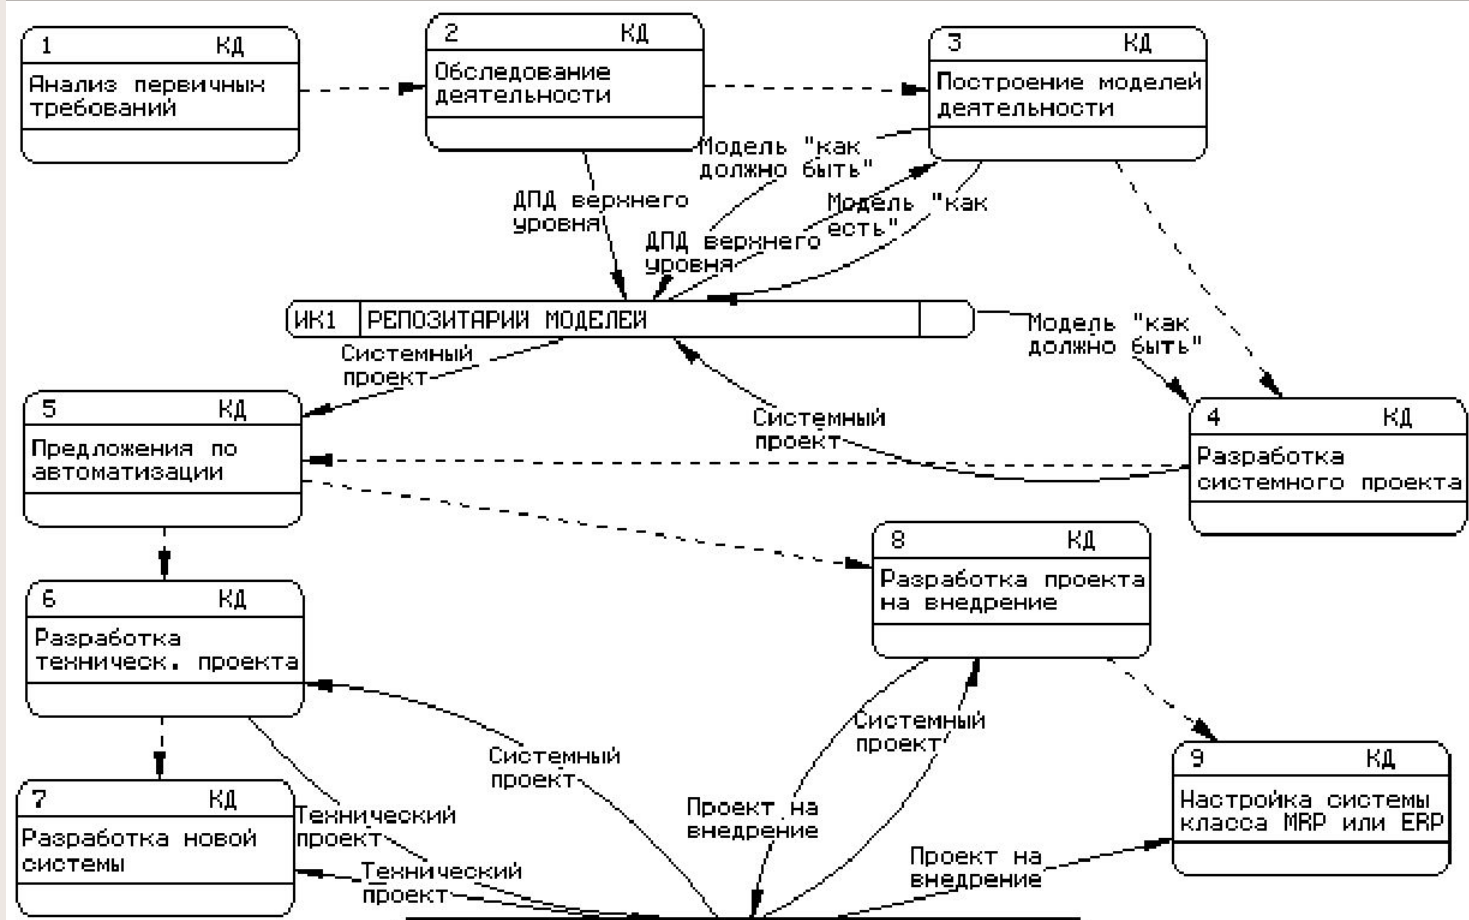 1 КД
Анализ первичных
требований
2 КД
Обследование
деятельности
3 КД
Построение моделей
деятельности
Модель "как
должно быть"
ДПД верхнего
уровня
Модель "как
есть"
ДПД верхнего
уровня
ИК1 РЕПОЗИТАРИЙ МОДЕЛЕЙ
Модель "как
должно быть"
Системный
проект
5 КД
Предложения по
автоматизации
Системный
проект
4 КД
Разработка
системного проекта
8 КД
Разработка проекта
на внедрение
6 КД
Разработка
техническ. проекта
Системный
проект
Системный
проект
9 КД
Настройка системы
класса MRP или ERP
7 КД
Разработка новой
системы
Технический
проект
Проект на
внедрение
Технический
проект
Проект на
внедрение